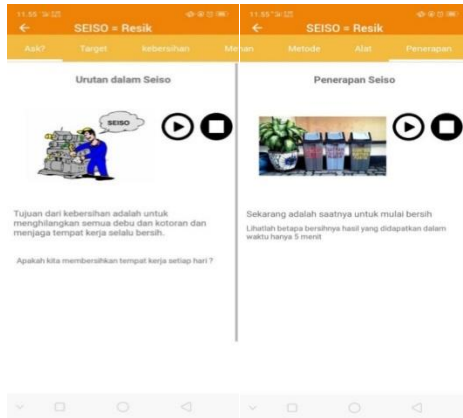 11.55
SEISO = Resik
Ask?
Target
kebersihan
Urutan dalam Seiso
SEISO
Tujuan dari kebersihan adalah untuk
menghilangkan semua debu dan kotoran dan
menjaga tempat kerja selalu bersih.
Apakah kita membersihkan tempat kerja setiap hari ?
11.55
SEISO = Resik
Metode
Alat
Penerapan
Penerapan Seiso
Sekarang adalah saatnya untuk mulai bersih
Lihatlah betapa bersihnya hasil yang didapatkan dalam
waktu hanya 5 menit